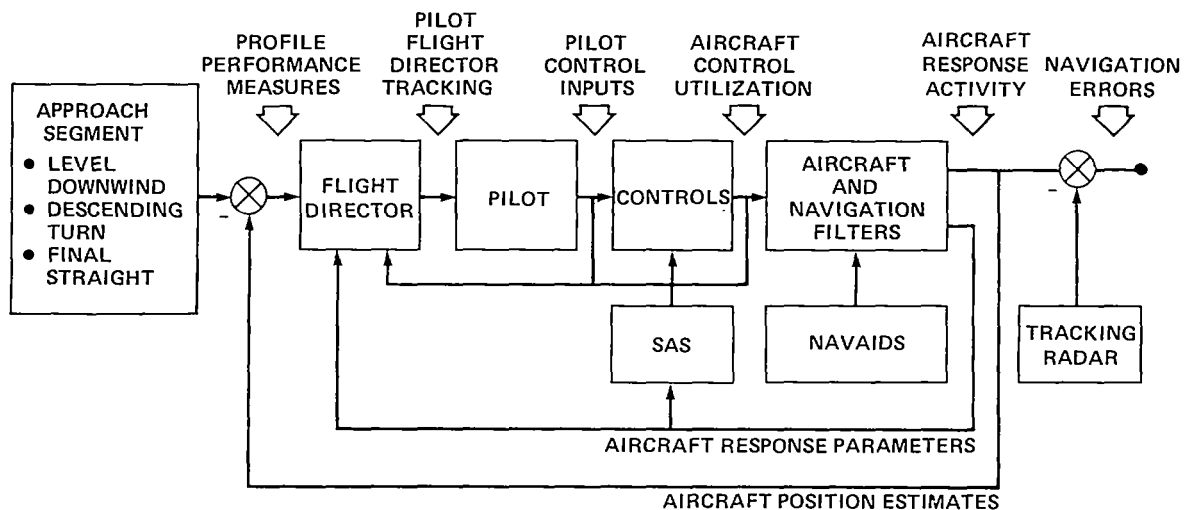 PROFILE
PERFORMANCE
MEASURES
PILOT
FLIGHT
DIRECTOR
TRACKING
PILOT
CONTROL
INPUTS
AIRCRAFT
CONTROL
UTILIZATION
AIRCRAFT
RESPONSE
ACTIVITY
NAVIGATION
ERRORS
APPROACH
SEGMENT
● LEVEL
DOWNWIND
● DESCENDING
TURN
● FINAL
STRAIGHT
-
FLIGHT
DIRECTOR
PILOT
CONTROLS
AIRCRAFT
AND
NAVIGATION
FILTERS
-
SAS
NAVAIDS
TRACKING
RADAR
AIRCRAFT RESPONSE PARAMETERS
AIRCRAFT POSITION ESTIMATES